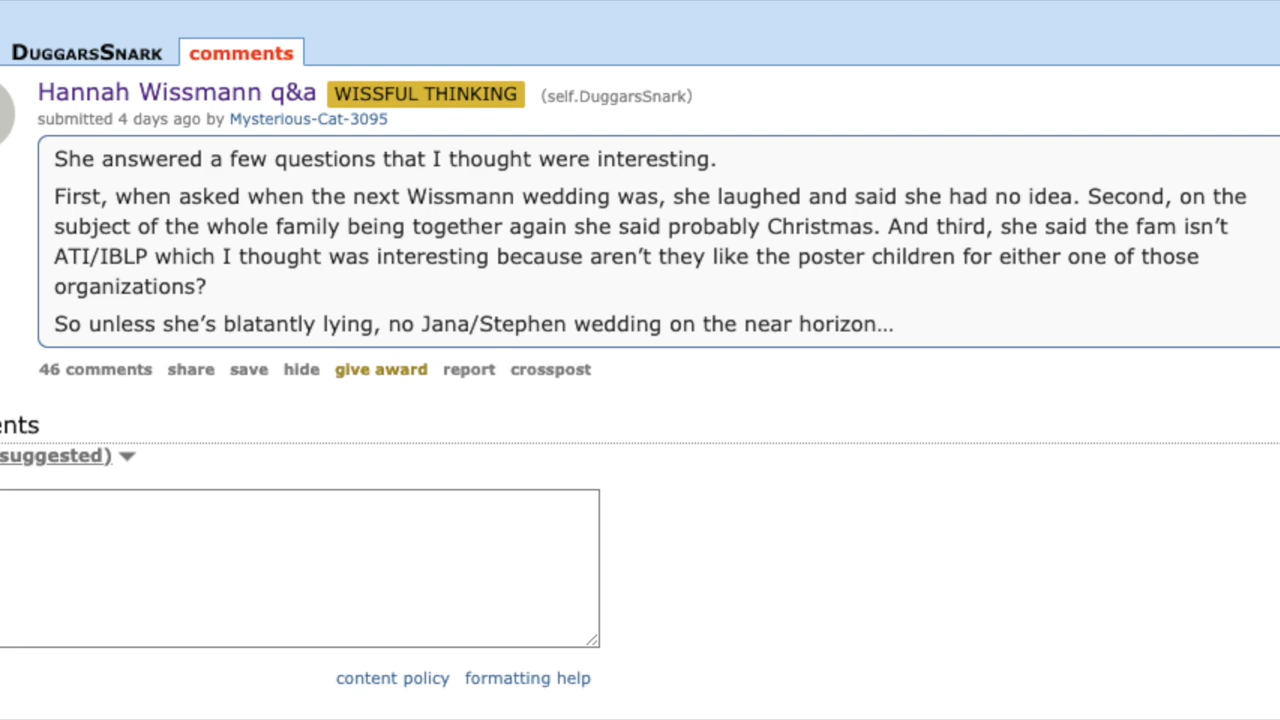 DUGGARSSNARK comments
Hannah Wissmann q&a WISSFUL THINKING (self.DuggarsSnark)
submitted 4 days ago by Mysterious-Cat-3095
She answered a few questions that I thought were interesting.
First, when asked when the next Wissmann wedding was, she laughed and said she had no idea. Second, on the
subject of the whole family being together again she said probably Christmas. And third, she said the fam isn’t
ATI/IBLP which I thought was interesting because aren’t they like the poster children for either one of those
organizations?
So unless she’s blatantly lying, no Jana/Stephen wedding on the near horizon...
46 comments share save hide give award report crosspost
ents
suggested)
content policy formatting help